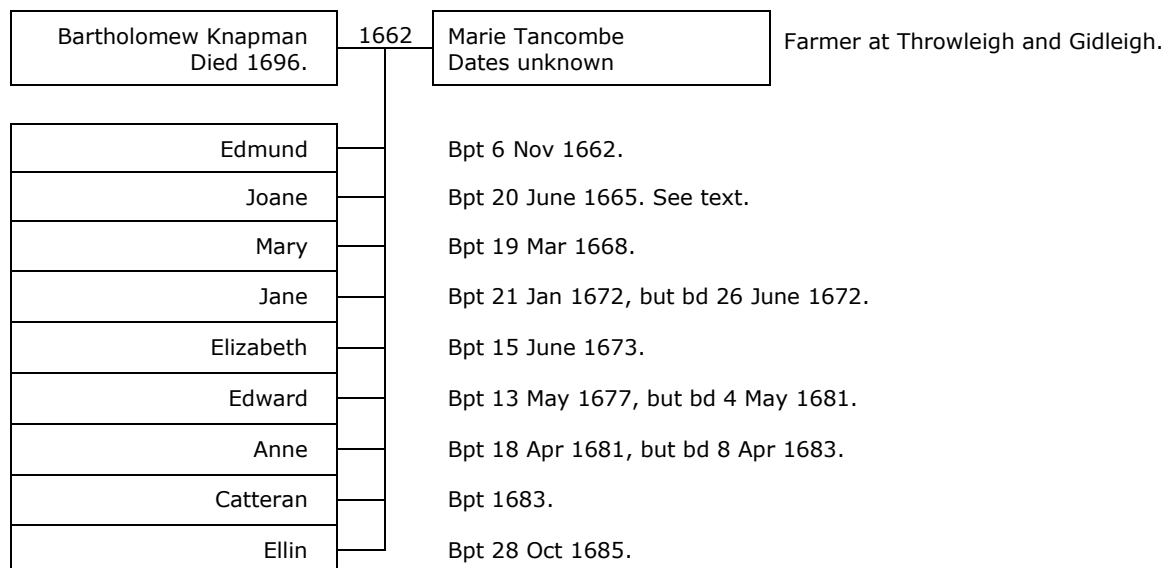 Bartholomew Knapman 1662 Marie Tancombe Farmer at Throwleigh and Gidleigh.
Died 1696. Dates unknown
Edmund Bpt 6 Nov 1662.
Joane Bpt 20 June 1665. See text.
Mary Bpt 19 Mar 1668.
Jane Bpt 21 Jan 1672, but bd 26 June 1672.
Elizabeth Bpt 15 June 1673.
Edward Bpt 13 May 1677, but bd 4 May 1681.
Anne Bpt 18 Apr 1681, but bd 8 Apr 1683.
Catteran Bpt 1683.
Ellin Bpt 28 Oct 1685.